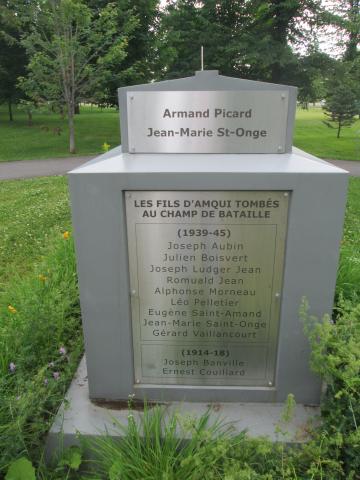 Armand Picard
Jean-Marie St-Onge
LES FILS D'AMQUI TOMBÉS
AU CHAMP DE BATAILLE
(1939-45)
Joseph Aubin
Julien Boisvert
Joseph Ludger Jean
Romuald Jean
Alphonse Morneau
Léo Pelletier
Eugène Saint-Amand
Jean-Marie Saint-Onge
Gérard Vaillancourt
(1914-18)
Joseph Banville
Ernest Couillard